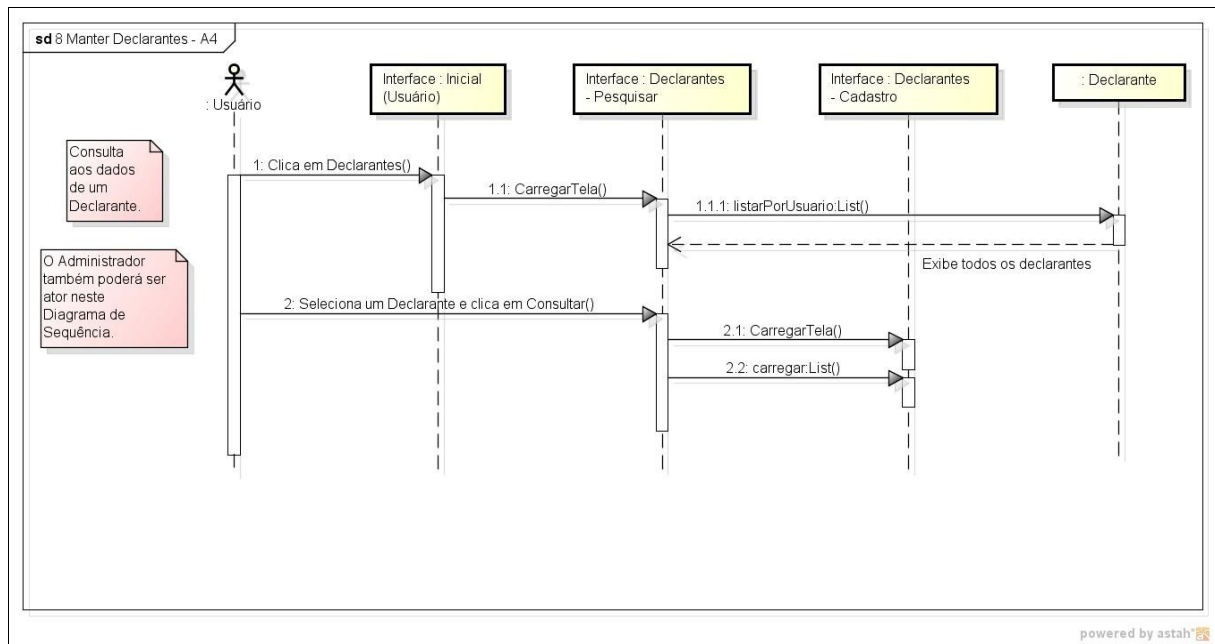 sd 8 Manter Declarantes - A4
: Usuário
Interface : Inicial
(Usuário)
Interface : Declarantes
- Pesquisar
Interface : Declarantes
- Cadastro
: Declarante
Consulta
aos dados
de um
Declarante.
1: Clica em Declarantes()
1.1: CarregarTela()
1.1.1: listarPorUsuario:List()
Exibe todos os declarantes
O Administrador
também poderá ser
ator neste
Diagrama de
Sequência.
2: Seleciona um Declarante e clica em Consultar()
2.1: CarregarTela()
2.2: carregar:List()
powered by astah*